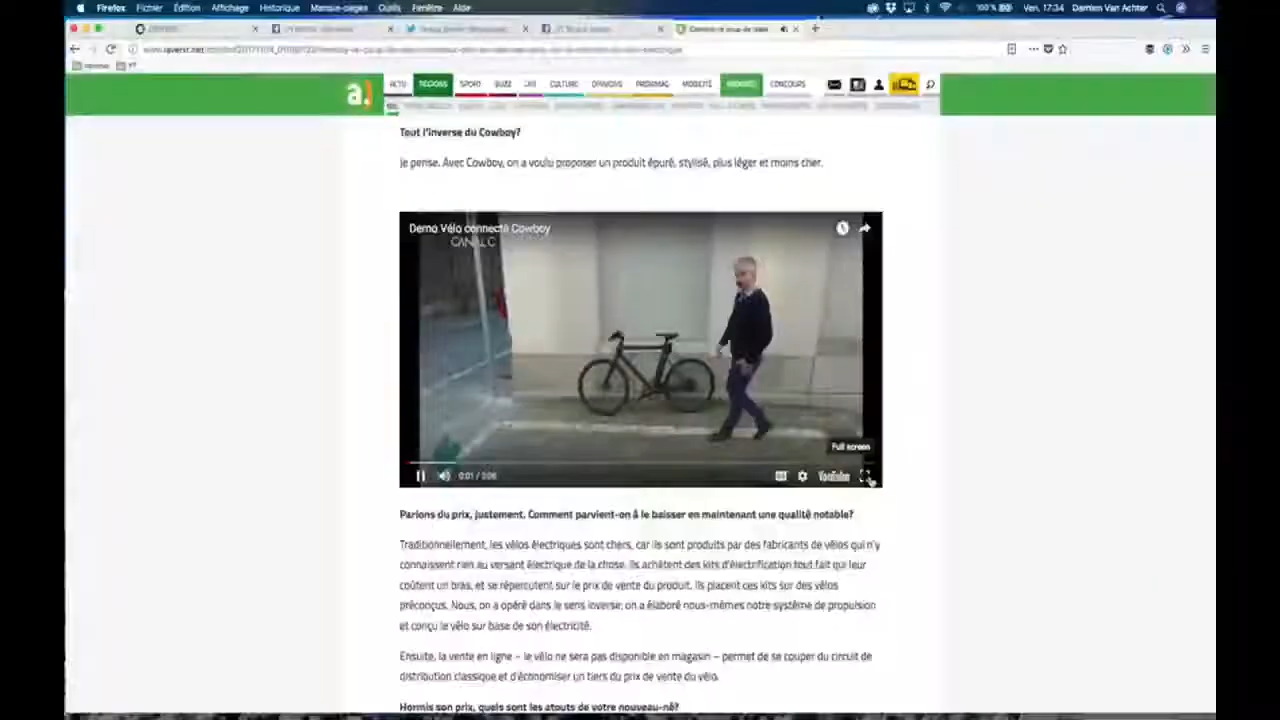 Firefox Fichier Édition Affichage Historique Marque-pages Outils Fenêtre Aide
100 % Ven. 17:34 Damien Van Achter
a!
ACTU RÉGIONS SPORT BUZZ CULTURE OPINIONS PROXIMAG MOBILITÉ CONCOURS
Tout l'inverse du Cowboy?
Je pense. Avec Cowboy, on a voulu proposer un produit épuré, stylisé, plus léger et moins cher.
Demo Vélo connecté Cowboy
CANAL C
Full screen
0:01 / 3:06
YouTube
Parlons du prix, justement. Comment parvient-on à le baisser en maintenant une qualité notable?
Traditionnellement, les vélos électriques sont chers, car ils sont produits par des fabricants de vélos qui n'y
connaissent rien au versant électrique de la chose. Ils achètent des kits d'électrification tout fait qui leur
coûtent un bras, et se répercutent sur le prix de vente du produit. Ils placent ces kits sur des vélos
préconçus. Nous, on a opéré dans le sens inverse; on a élaboré nous-mêmes notre système de propulsion
et conçu le vélo sur base de son électricité.
Ensuite, la vente en ligne – le vélo ne sera pas disponible en magasin – permet de se couper du circuit de
distribution classique et d'économiser un tiers du prix de vente du vélo.
Hormis son prix, quels sont les atouts de votre nouveau-né?